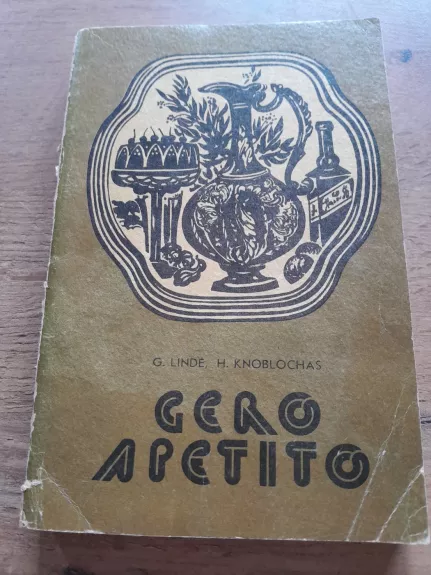 G. LINDE, H. KNOBLOCHAS
GERO
APETITO